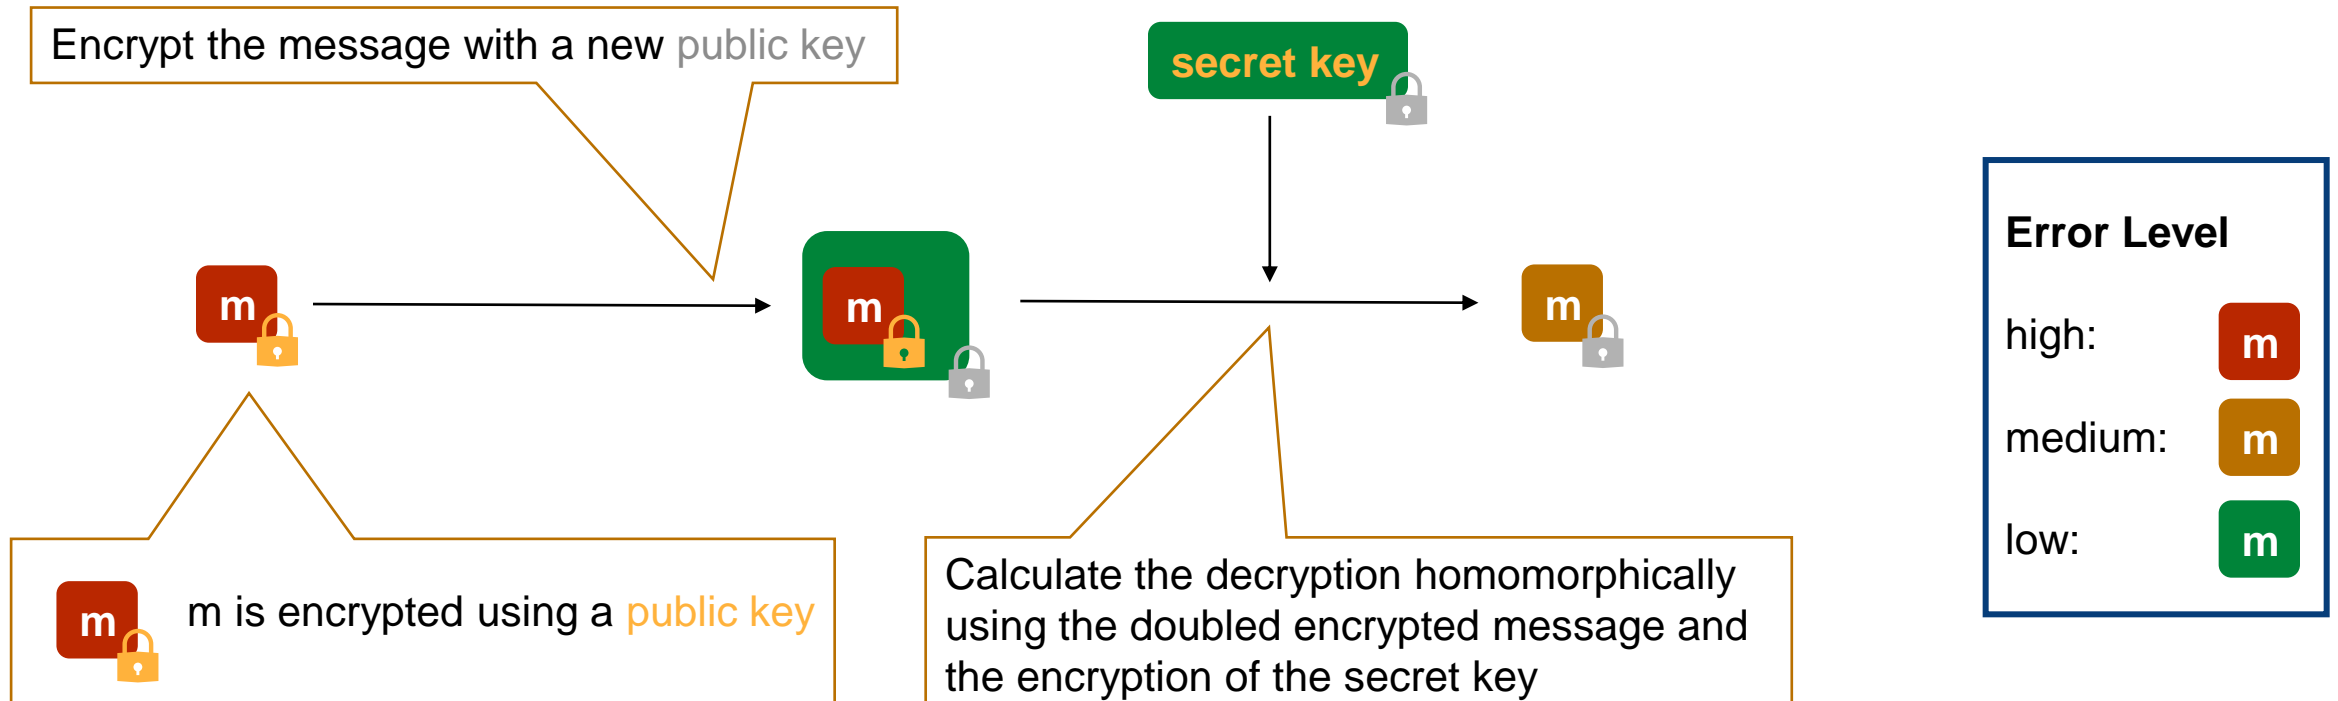 Encrypt the message with a new public key
secret key
m
m
m
m
m is encrypted using a public key
Calculate the decryption homomorphically
using the doubled encrypted message and
the encryption of the secret key
Error Level
high: m
medium: m
low: m